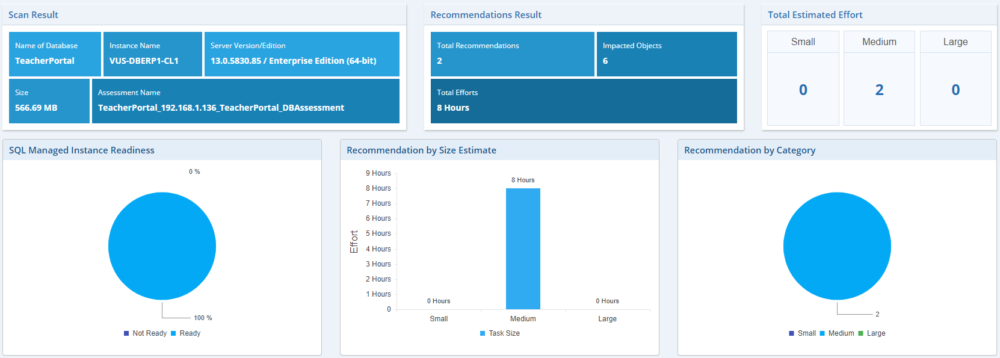 Scan Result
Name of Database
TeacherPortal
Instance Name
VUS-DBERP1-CL1
Server Version/Edition
13.0.5830.85 / Enterprise Edition (64-bit)
Size
566.69 MB
Assessment Name
TeacherPortal_192.168.1.136_TeacherPortal_DBAssessment
Recommendations Result
Total Recommendations
2
Impacted Objects
6
Total Efforts
8 Hours
Total Estimated Effort
Small
Medium
Large
0
2
0
SQL Managed Instance Readiness
0 %
100 %
Not Ready
Ready
Recommendation by Size Estimate
Effort
9 Hours
8 Hours
7 Hours
6 Hours
5 Hours
4 Hours
3 Hours
2 Hours
1 Hours
0
0 Hours
8 Hours
0 Hours
Small
Medium
Large
Task Size
Recommendation by Category
2
Small
Medium
Large